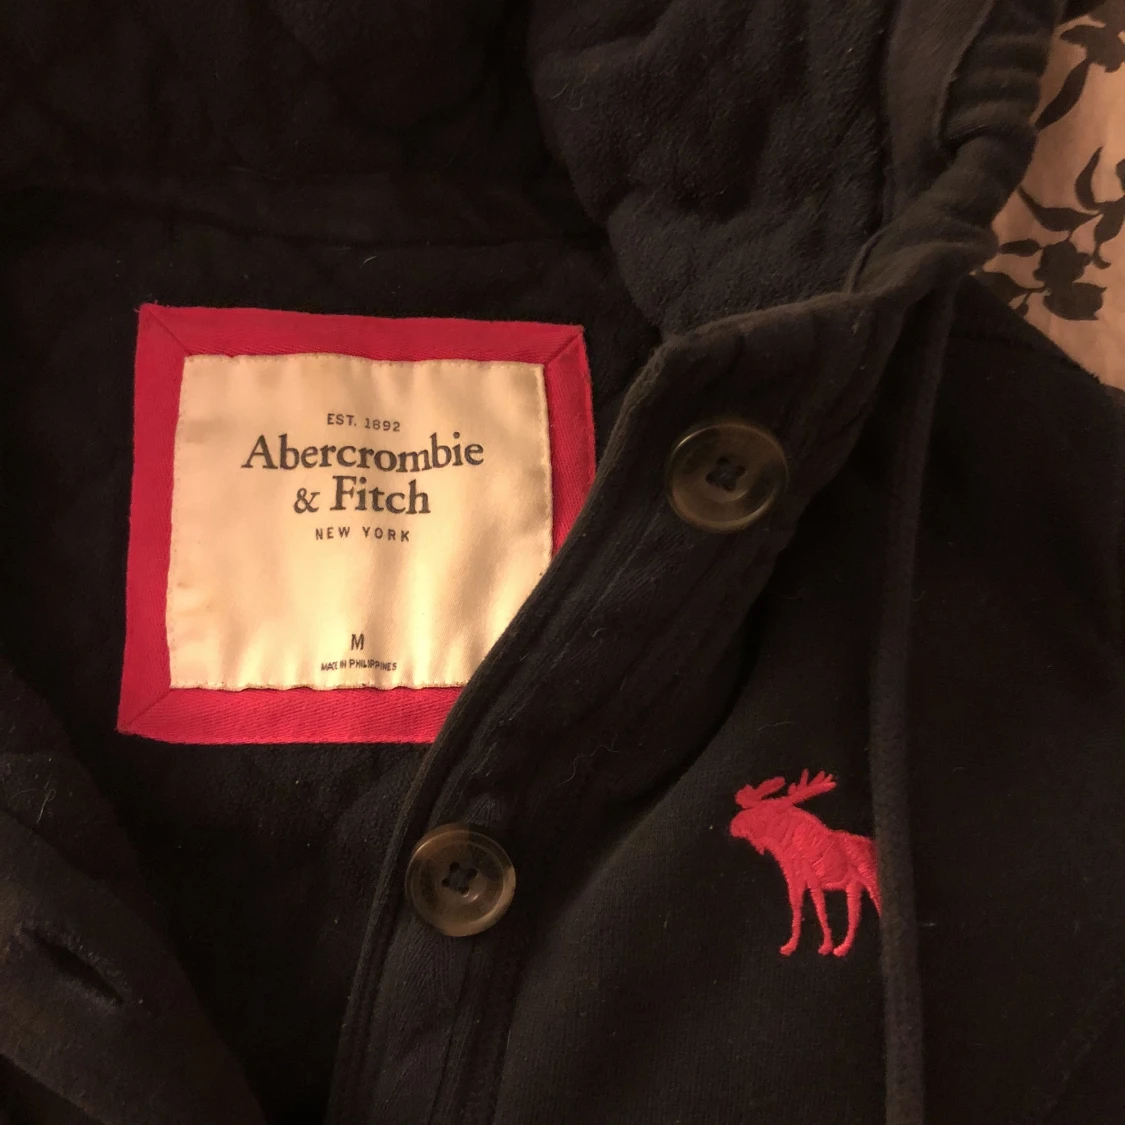 EST. 1892
Abercrombie
& Fitch
NEW YORK
M
MADE IN PHILIPPINES